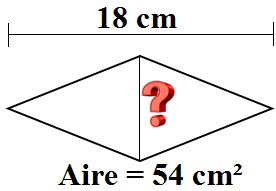 18 cm
?
Aire = 54 cm²